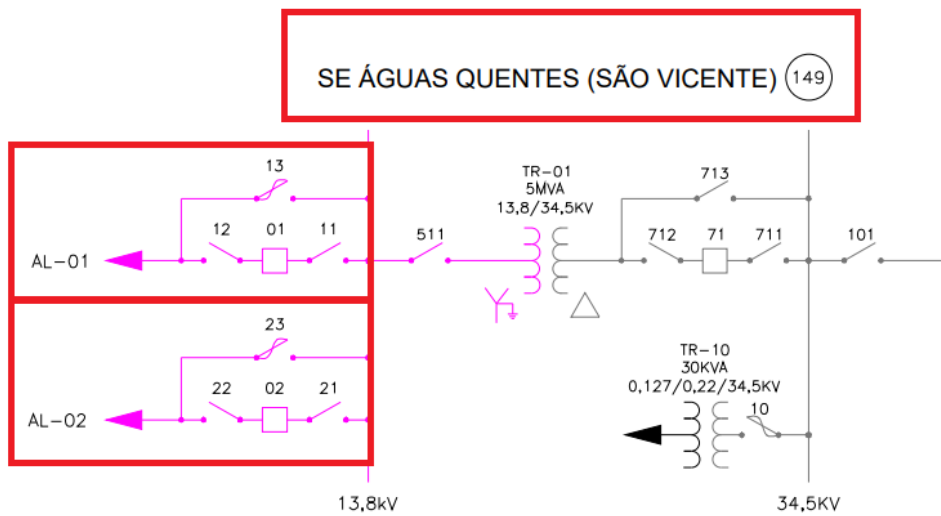 SE ÁGUAS QUENTES (SÃO VICENTE) 149
13
12 01 11
AL-01
511
TR-01
5MVA
13,8/34,5KV
713
712 71 711
101
23
22 02 21
AL-02
TR-10
30KVA
0,127/0,22/34,5KV
10
13,8kV
34,5KV